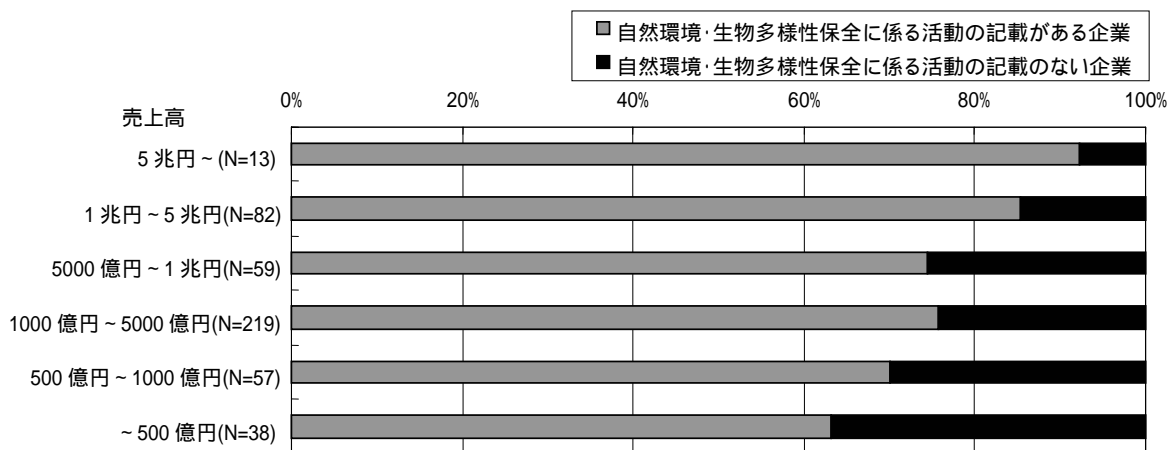 自然環境・生物多様性保全に係る活動の記載がある企業
自然環境・生物多様性保全に係る活動の記載のない企業
0% 20% 40% 60% 80% 100%
売上高
5 兆円 ~ (N=13)
1 兆円 ~ 5 兆円(N=82)
5000 億円 ~ 1 兆円(N=59)
1000 億円 ~ 5000 億円(N=219)
500 億円 ~ 1000 億円(N=57)
~ 500 億円(N=38)